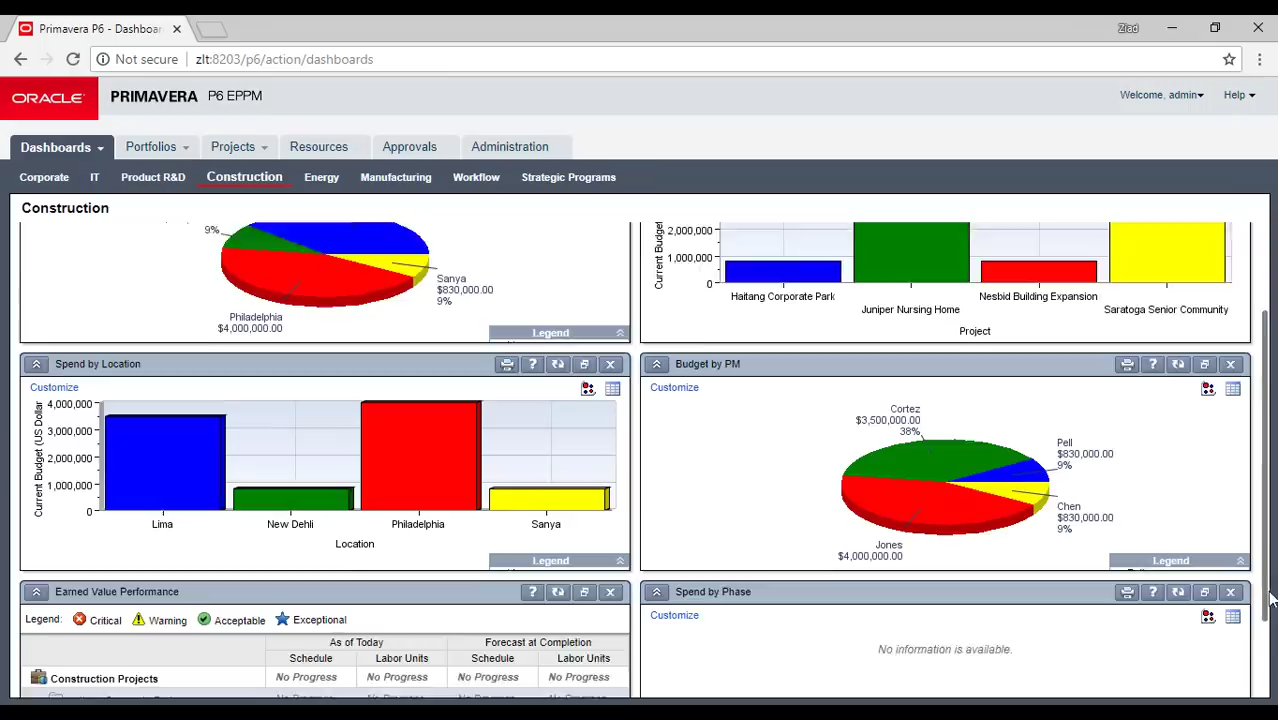 Primavera P6 - Dashboar
Ziad
Not secure
zlt:8203/p6/action/dashboards
ORACLE
PRIMAVERA P6 EPPM
Welcome, admin
Help
Dashboards
Portfolios
Projects
Resources
Approvals
Administration
Corporate
IT
Product R&D
Construction
Energy
Manufacturing
Workflow
Strategic Programs
Construction
9%
Sanya
$830,000.00
9%
Philadelphia
$4,000,000.00
Legend
Current Budget
2,000,000
1,000,000
0
Haitang Corporate Park
Juniper Nursing Home
Nesbid Building Expansion
Saratoga Senior Community
Project
Spend by Location
Customize
Current Budget (US Dollar
4,000,000
3,000,000
2,000,000
1,000,000
0
Lima
New Dehli
Philadelphia
Sanya
Location
Legend
Budget by PM
Customize
Cortez
$3,500,000.00
38%
Pell
$830,000.00
9%
Chen
$830,000.00
9%
Jones
$4,000,000.00
Legend
Earned Value Performance
Legend:
Critical
Warning
Acceptable
Exceptional
As of Today
Forecast at Completion
Schedule
Labor Units
Schedule
Labor Units
Construction Projects
No Progress
No Progress
No Progress
No Progress
Spend by Phase
Customize
No information is available.